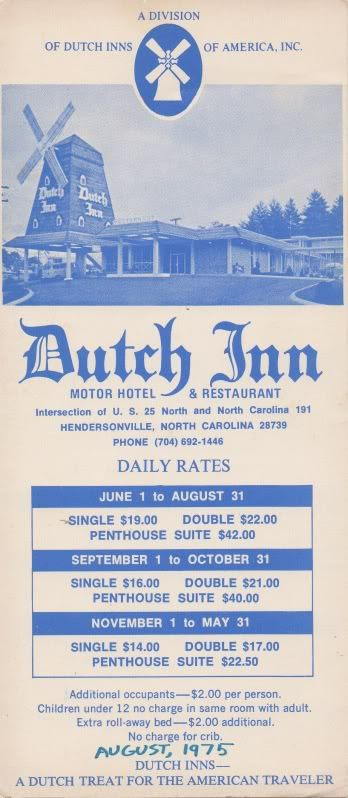 A DIVISION
OF DUTCH INNS OF AMERICA, INC.
Dutch Inn Dutch Inn
Dutch Inn
MOTOR HOTEL & RESTAURANT
Intersection of U. S. 25 North and North Carolina 191
HENDERSONVILLE, NORTH CAROLINA 28739
PHONE (704) 692-1446
DAILY RATES
JUNE 1 to AUGUST 31
SINGLE $19.00 DOUBLE $22.00
PENTHOUSE SUITE $42.00
SEPTEMBER 1 to OCTOBER 31
SINGLE $16.00 DOUBLE $21.00
PENTHOUSE SUITE $40.00
NOVEMBER 1 to MAY 31
SINGLE $14.00 DOUBLE $17.00
PENTHOUSE SUITE $22.50
Additional occupants—$2.00 per person.
Children under 12 no charge in same room with adult.
Extra roll-away bed—$2.00 additional.
No charge for crib.
AUGUST, 1975
DUTCH INNS—
A DUTCH TREAT FOR THE AMERICAN TRAVELER